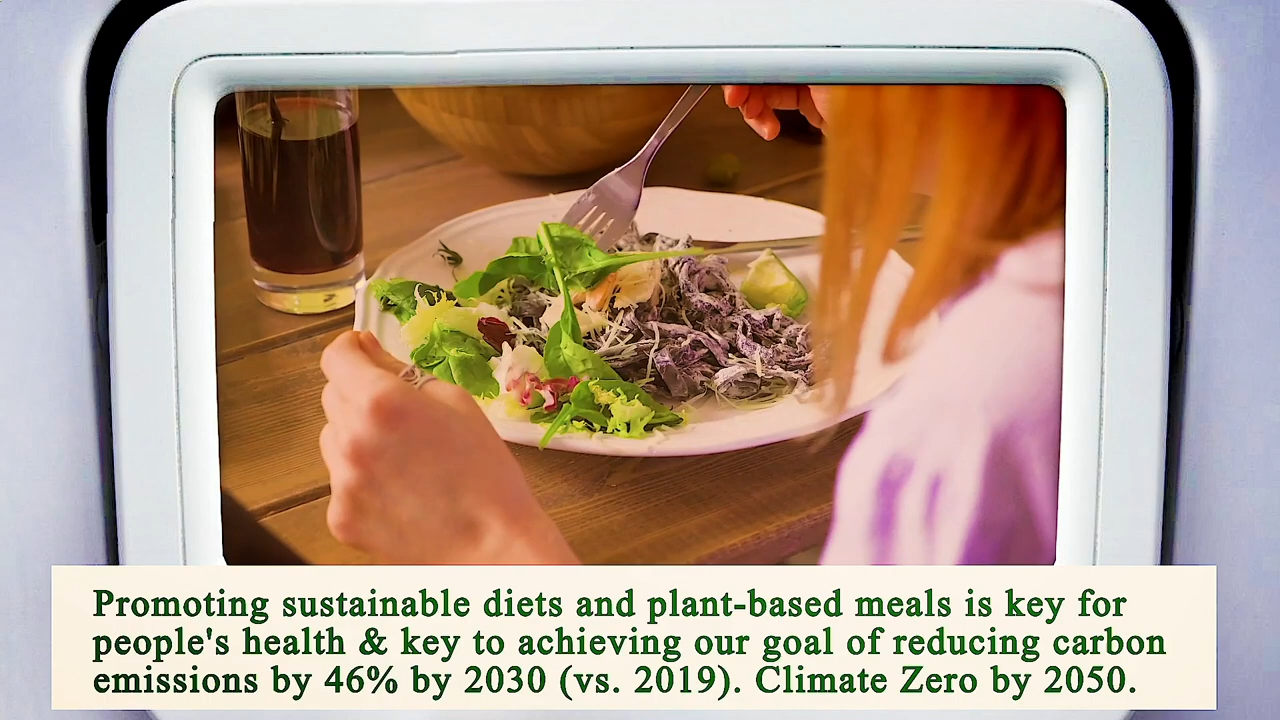 Promoting sustainable diets and plant-based meals is key for
people's health & key to achieving our goal of reducing carbon
emissions by 46% by 2030 (vs. 2019). Climate Zero by 2050.